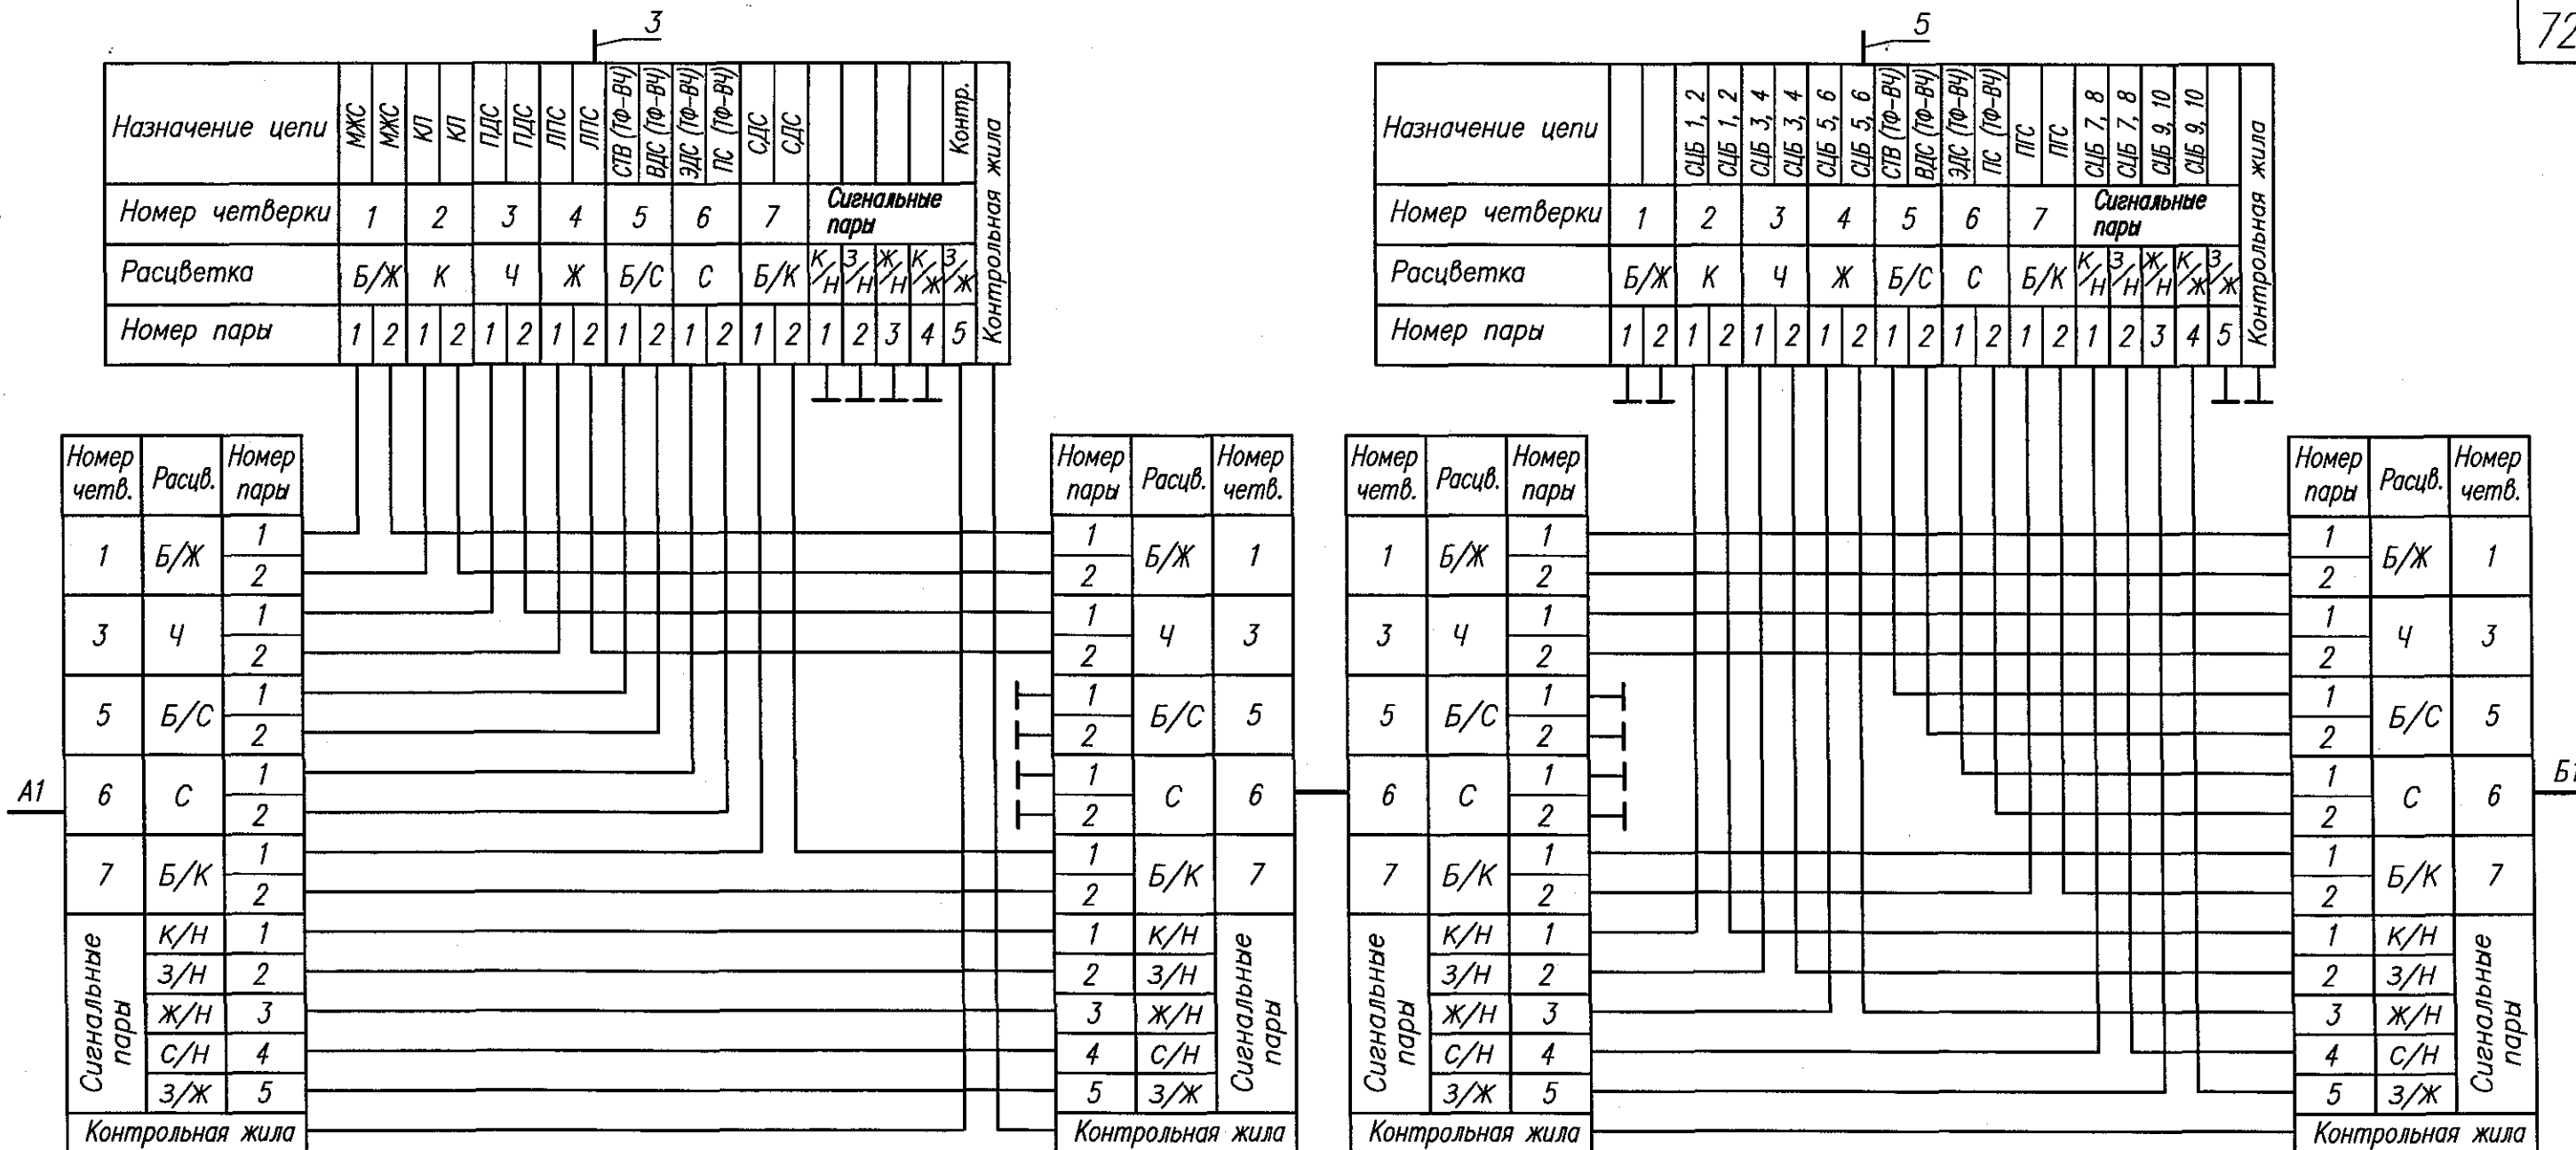 3
5
72
Назначение цепи
МЖС
МЖС
КП
КП
ПДС
ПДС
ЛПС
ЛПС
СТВ (ТФ-ВЧ)
ВДС (ТФ-ВЧ)
ЭДС (ТФ-ВЧ)
ПС (ТФ-ВЧ)
СДС
СДС
Контр.
Контрольная жила
Номер четверки 1 2 3 4 5 6 7 Сигнальные пары
Расцветка Б/Ж К Ч Ж Б/С С Б/К К/Н З/Н Ж/Н К/Ж З/Ж
Номер пары 1 2 1 2 1 2 1 2 1 2 1 2 1 2 1 2 3 4 5
Назначение цепи
СЦБ 1, 2
СЦБ 1, 2
СЦБ 3, 4
СЦБ 3, 4
СЦБ 5, 6
СЦБ 5, 6
СТВ (ТФ-ВЧ)
ВДС (ТФ-ВЧ)
ЭДС (ТФ-ВЧ)
ПС (ТФ-ВЧ)
ПГС
ПГС
СЦБ 7, 8
СЦБ 7, 8
СЦБ 9, 10
СЦБ 9, 10
Контрольная жила
Номер четверки 1 2 3 4 5 6 7 Сигнальные пары
Расцветка Б/Ж К Ч Ж Б/С С Б/К К/Н З/Н Ж/Н К/Ж З/Ж
Номер пары 1 2 1 2 1 2 1 2 1 2 1 2 1 2 1 2 3 4 5
А1
Номер четв. Расцв. Номер пары
1 Б/Ж 1
2
3 Ч 1
2
5 Б/С 1
2
6 С 1
2
7 Б/К 1
2
Сигнальные пары
К/Н 1
З/Н 2
Ж/Н 3
С/Н 4
З/Ж 5
Контрольная жила
Номер пары Расцв. Номер четв.
1 Б/Ж 1
2
1 Ч 3
2
1 Б/С 5
2
1 С 6
2
1 Б/К 7
2
1 К/Н
2 З/Н
3 Ж/Н
4 С/Н
5 З/Ж
Сигнальные пары
Контрольная жила
Номер четв. Расцв. Номер пары
1 Б/Ж 1
2
3 Ч 1
2
5 Б/С 1
2
6 С 1
2
7 Б/К 1
2
Сигнальные пары
К/Н 1
З/Н 2
Ж/Н 3
С/Н 4
З/Ж 5
Контрольная жила
Номер пары Расцв. Номер четв.
1 Б/Ж 1
2
1 Ч 3
2
1 Б/С 5
2
1 С 6
2
1 Б/К 7
2
1 К/Н
2 З/Н
3 Ж/Н
4 С/Н
5 З/Ж
Сигнальные пары
Контрольная жила
Б1